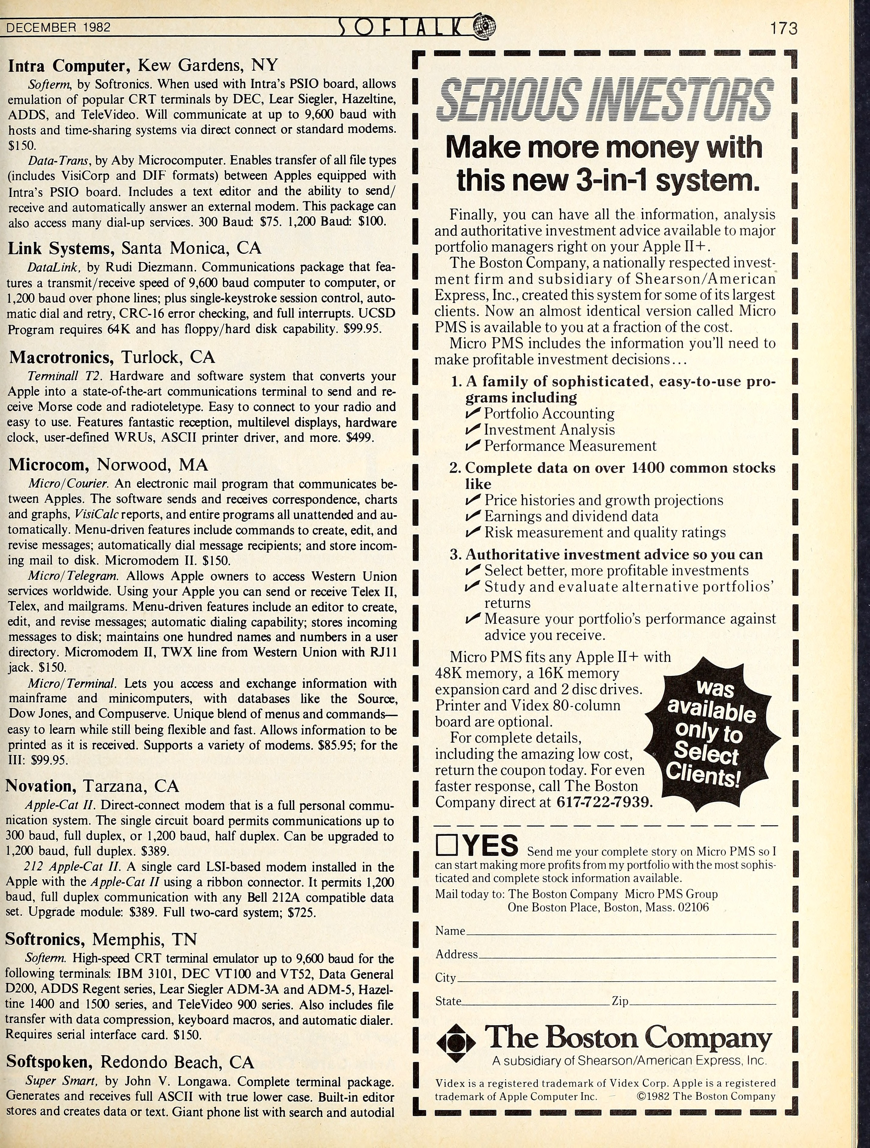 DECEMBER 1982
SOFTALK
173
Intra Computer, Kew Gardens, NY
Softerm, by Softronics. When used with Intra's PSIO board, allows
emulation of popular CRT terminals by DEC, Lear Siegler, Hazeltine,
ADDS, and TeleVideo. Will communicate at up to 9,600 baud with
hosts and time-sharing systems via direct connect or standard modems.
$150.
Data-Trans, by Aby Microcomputer. Enables transfer of all file types
(includes VisiCorp and DIF formats) between Apples equipped with
Intra's PSIO board. Includes a text editor and the ability to send/
receive and automatically answer an external modem. This package can
also access many dial-up services. 300 Baud: $75. 1,200 Baud: $100.
Link Systems, Santa Monica, CA
DataLink, by Rudi Diezmann. Communications package that fea-
tures a transmit/receive speed of 9,600 baud computer to computer, or
1,200 baud over phone lines; plus single-keystroke session control, auto-
matic dial and retry, CRC-16 error checking, and full interrupts. UCSD
Program requires 64K and has floppy/hard disk capability. $99.95.
Macrotronics, Turlock, CA
Terminall T2. Hardware and software system that converts your
Apple into a state-of-the-art communications terminal to send and re-
ceive Morse code and radioteletype. Easy to connect to your radio and
easy to use. Features fantastic reception, multilevel displays, hardware
clock, user-defined WRUs, ASCII printer driver, and more. $499.
Microcom, Norwood, MA
Micro/Courier. An electronic mail program that communicates be-
tween Apples. The software sends and receives correspondence, charts
and graphs, VisiCalc reports, and entire programs all unattended and au-
tomatically. Menu-driven features include commands to create, edit, and
revise messages; automatically dial message recipients; and store incom-
ing mail to disk. Micromodem II. $150.
Micro/Telegram. Allows Apple owners to access Western Union
services worldwide. Using your Apple you can send or receive Telex II,
Telex, and mailgrams. Menu-driven features include an editor to create,
edit, and revise messages; automatic dialing capability; stores incoming
messages to disk; maintains one hundred names and numbers in a user
directory. Micromodem II, TWX line from Western Union with RJ11
jack. $150.
Micro/Terminal. Lets you access and exchange information with
mainframe and minicomputers, with databases like the Source,
Dow Jones, and Compuserve. Unique blend of menus and commands—
easy to learn while still being flexible and fast. Allows information to be
printed as it is received. Supports a variety of modems. $85.95; for the
III: $99.95.
Novation, Tarzana, CA
Apple-Cat II. Direct-connect modem that is a full personal commu-
nication system. The single circuit board permits communications up to
300 baud, full duplex, or 1,200 baud, half duplex. Can be upgraded to
1,200 baud, full duplex. $389.
212 Apple-Cat II. A single card LSI-based modem installed in the
Apple with the Apple-Cat II using a ribbon connector. It permits 1,200
baud, full duplex communication with any Bell 212A compatible data
set. Upgrade module: $389. Full two-card system; $725.
Softronics, Memphis, TN
Softerm. High-speed CRT terminal emulator up to 9,600 baud for the
following terminals: IBM 3101, DEC VT100 and VT52, Data General
D200, ADDS Regent series, Lear Siegler ADM-3A and ADM-5, Hazel-
tine 1400 and 1500 series, and TeleVideo 900 series. Also includes file
transfer with data compression, keyboard macros, and automatic dialer.
Requires serial interface card. $150.
Softspoken, Redondo Beach, CA
Super Smart, by John V. Longawa. Complete terminal package.
Generates and receives full ASCII with true lower case. Built-in editor
stores and creates data or text. Giant phone list with search and autodial
SERIOUS INVESTORS
Make more money with
this new 3-in-1 system.
Finally, you can have all the information, analysis
and authoritative investment advice available to major
portfolio managers right on your Apple II+.
The Boston Company, a nationally respected invest-
ment firm and subsidiary of Shearson/American
Express, Inc., created this system for some of its largest
clients. Now an almost identical version called Micro
PMS is available to you at a fraction of the cost.
Micro PMS includes the information you'll need to
make profitable investment decisions...
1. A family of sophisticated, easy-to-use pro-
grams including
✓ Portfolio Accounting
✓ Investment Analysis
✓ Performance Measurement
2. Complete data on over 1400 common stocks
like
✓ Price histories and growth projections
✓ Earnings and dividend data
✓ Risk measurement and quality ratings
3. Authoritative investment advice so you can
✓ Select better, more profitable investments
✓ Study and evaluate alternative portfolios'
returns
✓ Measure your portfolio's performance against
advice you receive.
Micro PMS fits any Apple II+ with
48K memory, a 16K memory
expansion card and 2 disc drives.
Printer and Videx 80-column
board are optional.
For complete details,
including the amazing low cost,
return the coupon today. For even
faster response, call The Boston
Company direct at 617-722-7939.
was
available
only to
Select
Clients!
☐ YES Send me your complete story on Micro PMS so I
can start making more profits from my portfolio with the most sophis-
ticated and complete stock information available.
Mail today to: The Boston Company Micro PMS Group
One Boston Place, Boston, Mass. 02106
Name
Address
City
State Zip
The Boston Company
A subsidiary of Shearson/American Express, Inc.
Videx is a registered trademark of Videx Corp. Apple is a registered
trademark of Apple Computer Inc. ©1982 The Boston Company